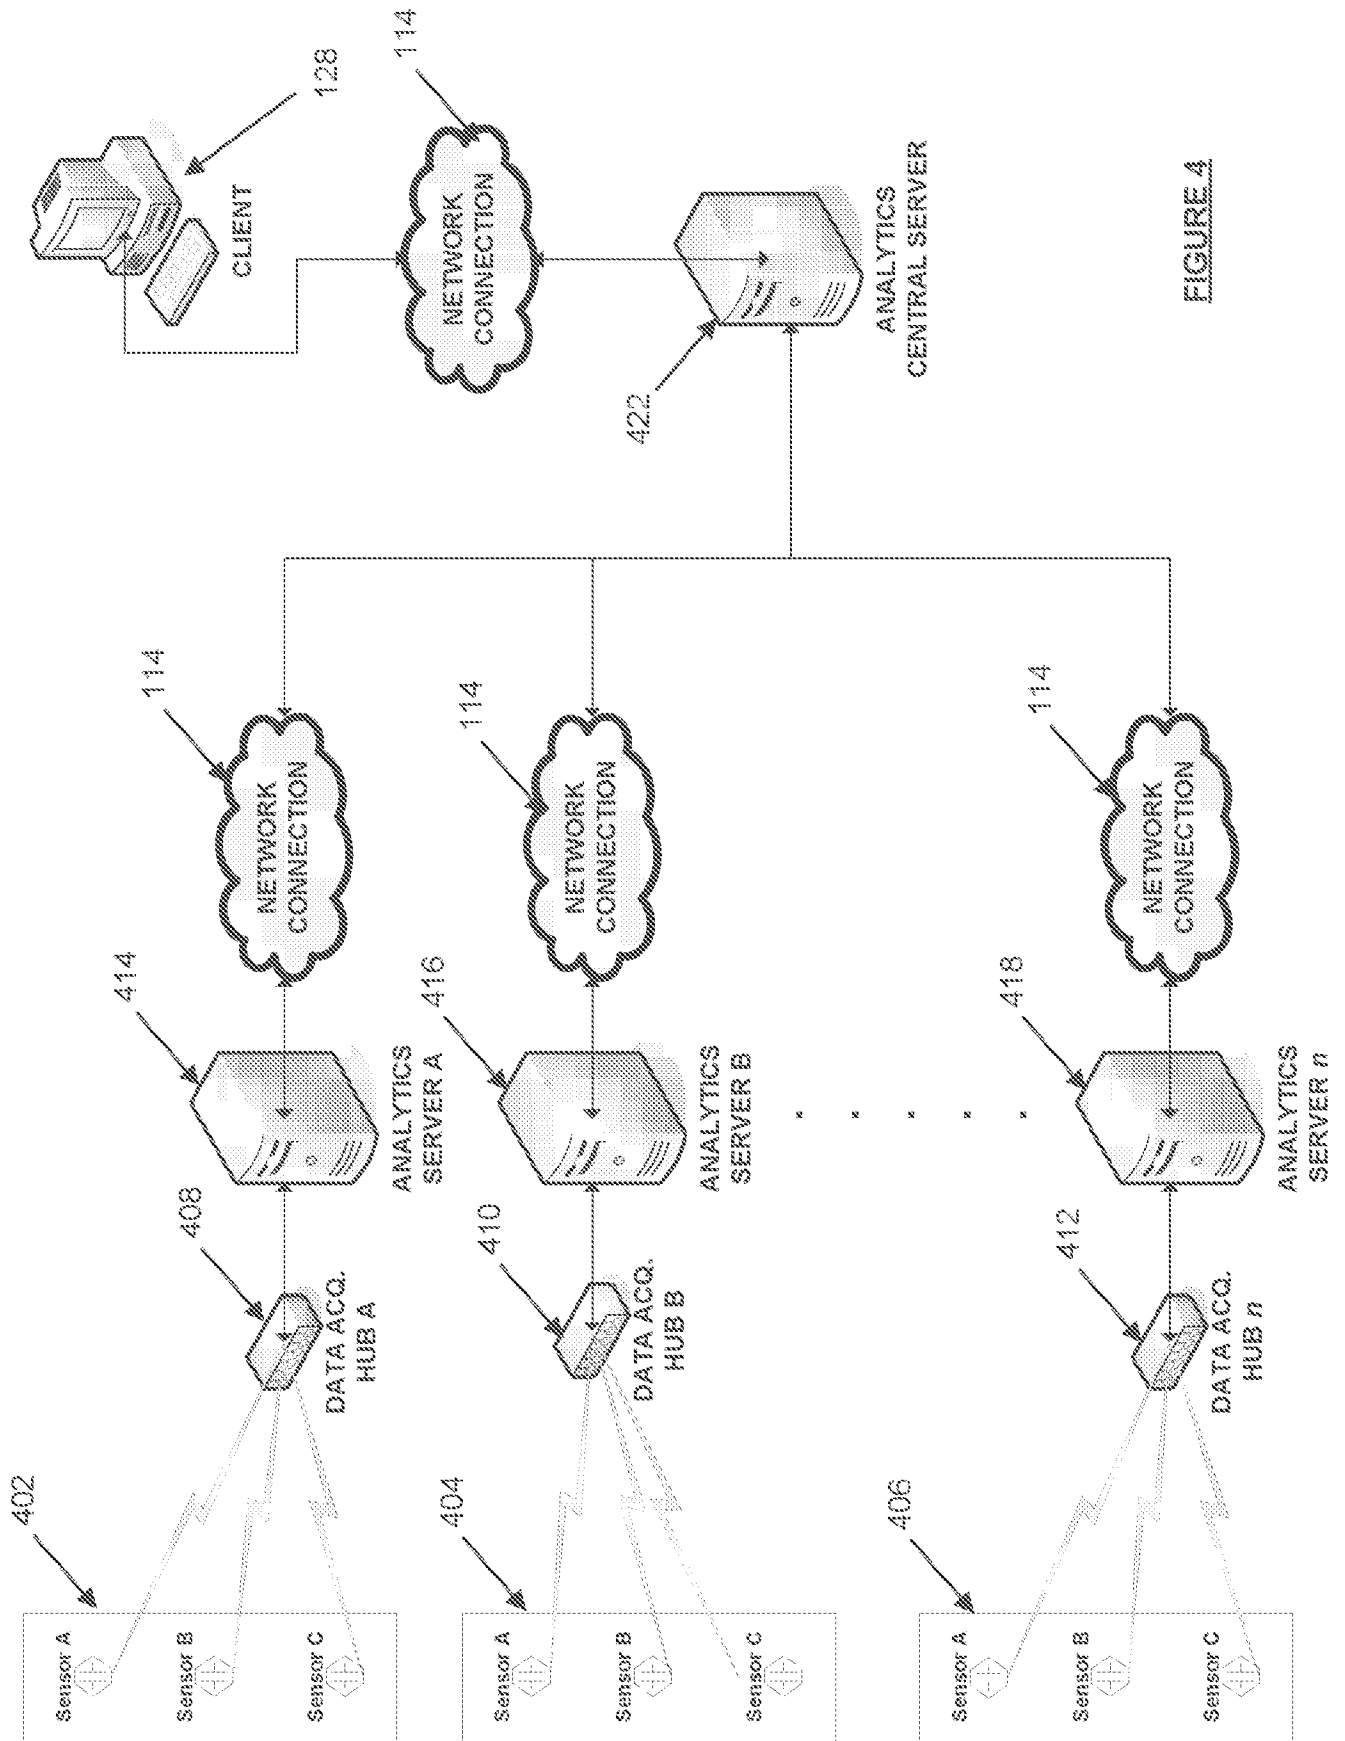 402
Sensor A
Sensor B
Sensor C
408
DATA ACQ.
HUB A
414
ANALYTICS
SERVER A
114
NETWORK
CONNECTION
404
Sensor A
Sensor B
Sensor C
410
DATA ACQ.
HUB B
416
ANALYTICS
SERVER B
114
NETWORK
CONNECTION
406
Sensor A
Sensor B
Sensor C
412
DATA ACQ.
HUB n
418
ANALYTICS
SERVER n
114
NETWORK
CONNECTION
128
CLIENT
114
NETWORK
CONNECTION
422
ANALYTICS
CENTRAL SERVER
FIGURE 4